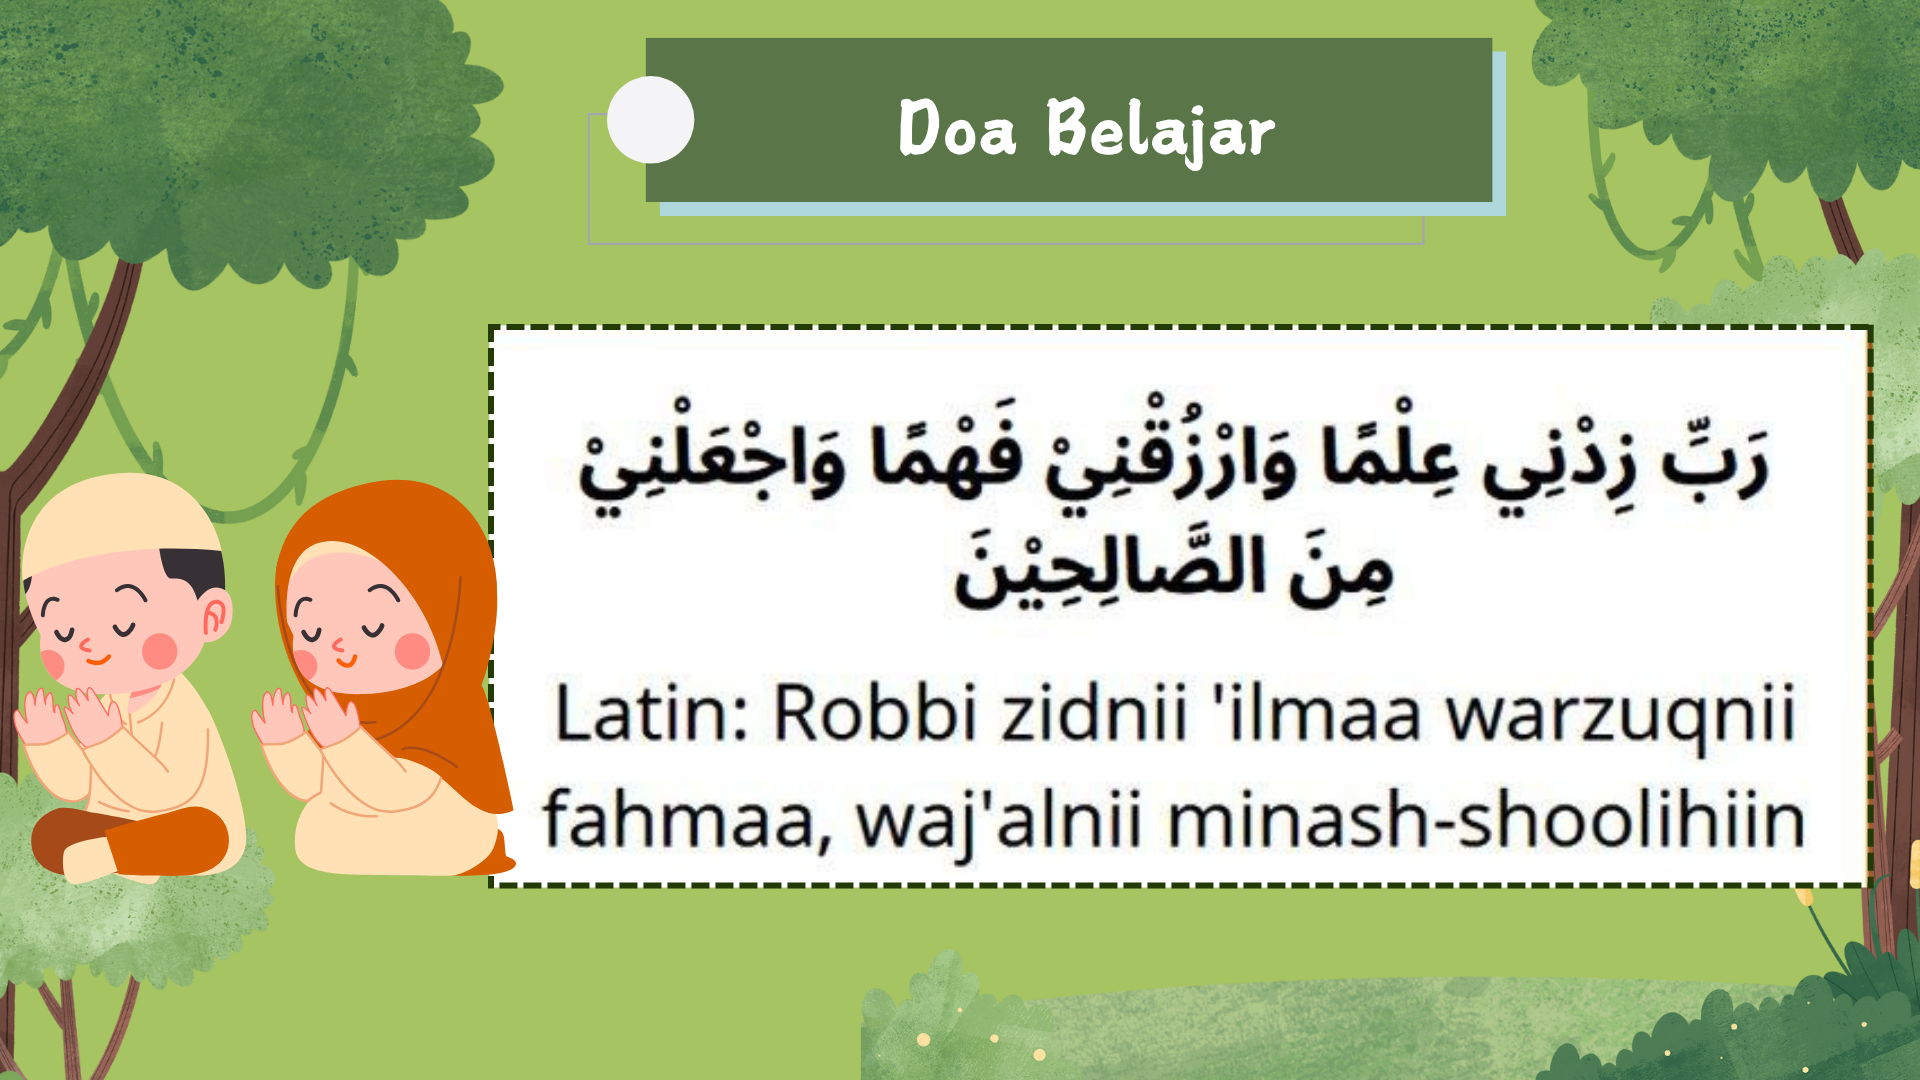 Doa Belajar
رَبِّ زِدْنِي عِلْمًا وَارْزُقْنِيْ فَهْمًا وَاجْعَلْنِيْ
مِنَ الصَّالِحِيْنَ
Latin: Robbi zidnii 'ilmaa warzuqnii
fahmaa, waj'alnii minash-shoolihiin